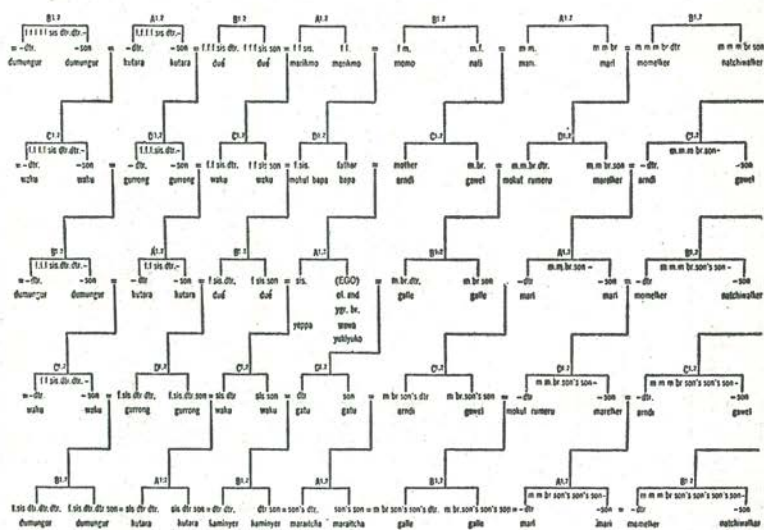 B1,2 A1,2 B1,2 A1,2 B1,2 A1,2 B1,2
f f f f f sis dtr. dtr.- f.f.f.f sis dtr.-
= -dtr. -son = -dtr. -son = f.f.f sis f f f sis son = f f sis. f f. = f m. m.f. = m m. m m br = m m m br dtr m m m br son
dumungur dumungur kutara kutara dué dué marikmo marikmo momo nati mari. mari momelker natchiwalker
C1,2 D1,2 C1,2 D1,2 C1,2 D1,2 C1,2
f.f.f.f sis dtr dtr.- f.f.f.sis.dtr.- m.m.m br.son-
= -dtr. -son = -dtr. -son = f.f.sis dtr. f f sis son = f.sis. father = mother m.br. = m.m.br dtr. m.m.br son = -dtr. -son
waku waku gurrong gurrong waku waku mokul bapa bapa arndi gawel mokul rumeru marelker arndi gawel
B1,2 A1,2 B1,2 A1,2 B1,2 A1,2 B1,2
f.f.f sis dtr.dtr.- f.f sis dtr.- m.m.br.son- m m.m br son's son-
= -dtr. -son = -dtr -son = f.sis.dtr. f sis son = sis. (EGO) m.br.dtr. m.br son = -dtr -son = -dtr -son
dumungur dumungur kutara kutara dué dué el. and galle galle mari mari momelker natchiwalker
ygr. br.
yeppa wawa
yukiyuko
C1,2 D1,2 C1,2 D1,2 C1,2 D1,2 C1,2
f f sis dtr.dtr.- m m.br son's son- m m m br son's son's son-
= -dtr -son = f.sis dtr dtr. f.sis.dtr son = sis dtr sis son = dtr son = m br son's dtr m br son's son = -dtr. -son = -dtr. -son
waku waku gurrong gurrong waku waku gatu gatu arndi gawel mokul rumeru marelker arndi gawel
B1,2 A1,2 B1,2 A1,2 B1,2 A1,2 B1,2
m m br son's son's son- m m m br son's son's son's son-
f.sis dtr.dtr.dtr. f.sis dtr.dtr son = sis dtr dtr sis dtr son = dtr dtr. dtr son = son's dtr. son's son = m br son's son's dtr. m.br son's son's son = -dtr -son = -dtr -son
dumungur dumungur kutara kutara kaminyer kaminyer maraitcha maraitcha galle galle mari mari momelker natchiwalker